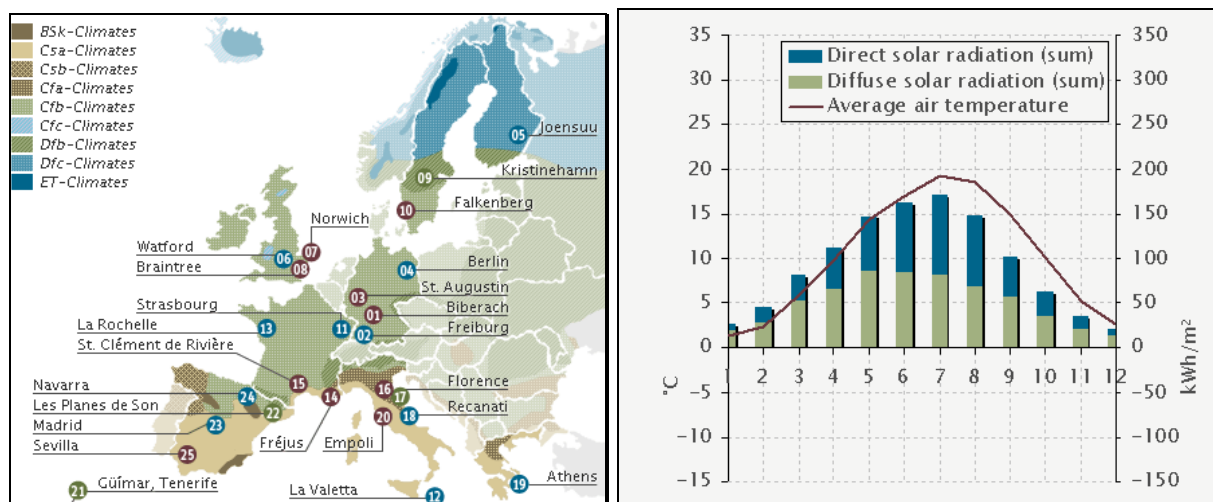 BSk-Climates
Csa-Climates
Csb-Climates
Cfa-Climates
Cfb-Climates
Cfc-Climates
Dfb-Climates
Dfc-Climates
ET-Climates
05
Joensuu
09
Kristinehamn
10
Falkenberg
Norwich
07
Watford
06
Braintree
08
04
Berlin
03
St. Augustin
Strasbourg
01
Biberach
La Rochelle
13
11
02
Freiburg
St. Clément de Rivière
15
14
16
Florence
Navarra
24
17
Les Planes de Son
22
20
18
Recanati
Madrid
23
Sevilla
25
Fréjus
Empoli
21
Güímar, Tenerife
La Valetta
12
19
Athens
35
30
25
20
15
10
5
0
-5
-10
-15
°C
Direct solar radiation (sum)
Diffuse solar radiation (sum)
Average air temperature
1 2 3 4 5 6 7 8 9 10 11 12
350
300
250
200
150
100
50
0
-50
-100
-150
kWh/m²